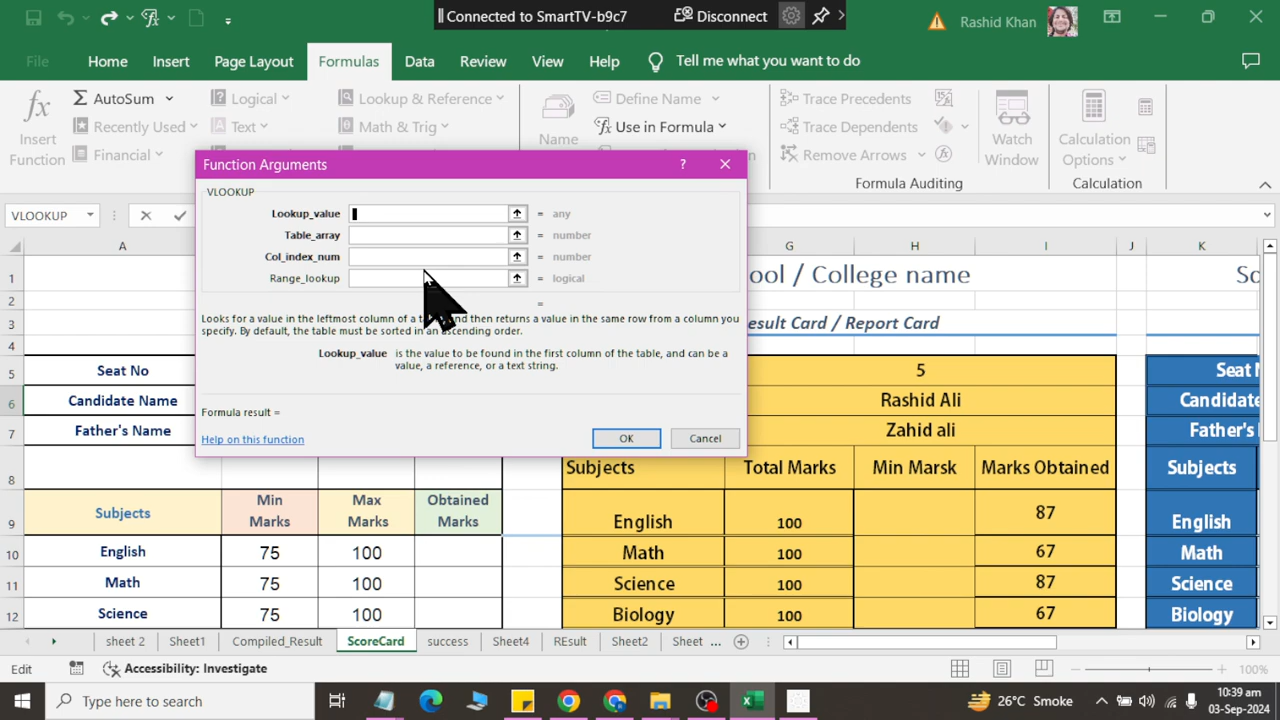 Connected to SmartTV-b9c7
Disconnect
Rashid Khan
File
Home
Insert
Page Layout
Formulas
Data
Review
View
Help
Tell me what you want to do
Insert
Function
AutoSum
Recently Used
Financial
Logical
Text
Lookup & Reference
Math & Trig
Name
Define Name
Use in Formula
Trace Precedents
Trace Dependents
Remove Arrows
Formula Auditing
Watch
Window
Calculation
Options
Calculation
Function Arguments
?
VLOOKUP
Lookup_value = any
Table_array = number
Col_index_num = number
Range_lookup = logical
=
Looks for a value in the leftmost column of a and then returns a value in the same row from a column you
specify. By default, the table must be sorted in an ascending order.
Lookup_value is the value to be found in the first column of the table, and can be a
value, a reference, or a text string.
Formula result =
Help on this function
OK
Cancel
VLOOKUP
A G H I J K
1 ool / College name
2
3 esult Card / Report Card
4
5 Seat No 5
6 Candidate Name Rashid Ali Candidate
7 Father's Name Zahid ali Father's
8 Subjects Total Marks Min Marsk Marks Obtained Subjects
9 Subjects Min Marks Max Marks Obtained Marks English 100 87 English
10 English 75 100 Math 100 67 Math
11 Math 75 100 Science 100 87 Science
12 Science 75 100 Biology 100 67 Biology
sheet 2 Sheet1 Compiled_Result ScoreCard success Sheet4 REsult Sheet2 Sheet ...
Edit
Accessibility: Investigate
100%
Type here to search
26°C Smoke
10:39 am
03-Sep-2024